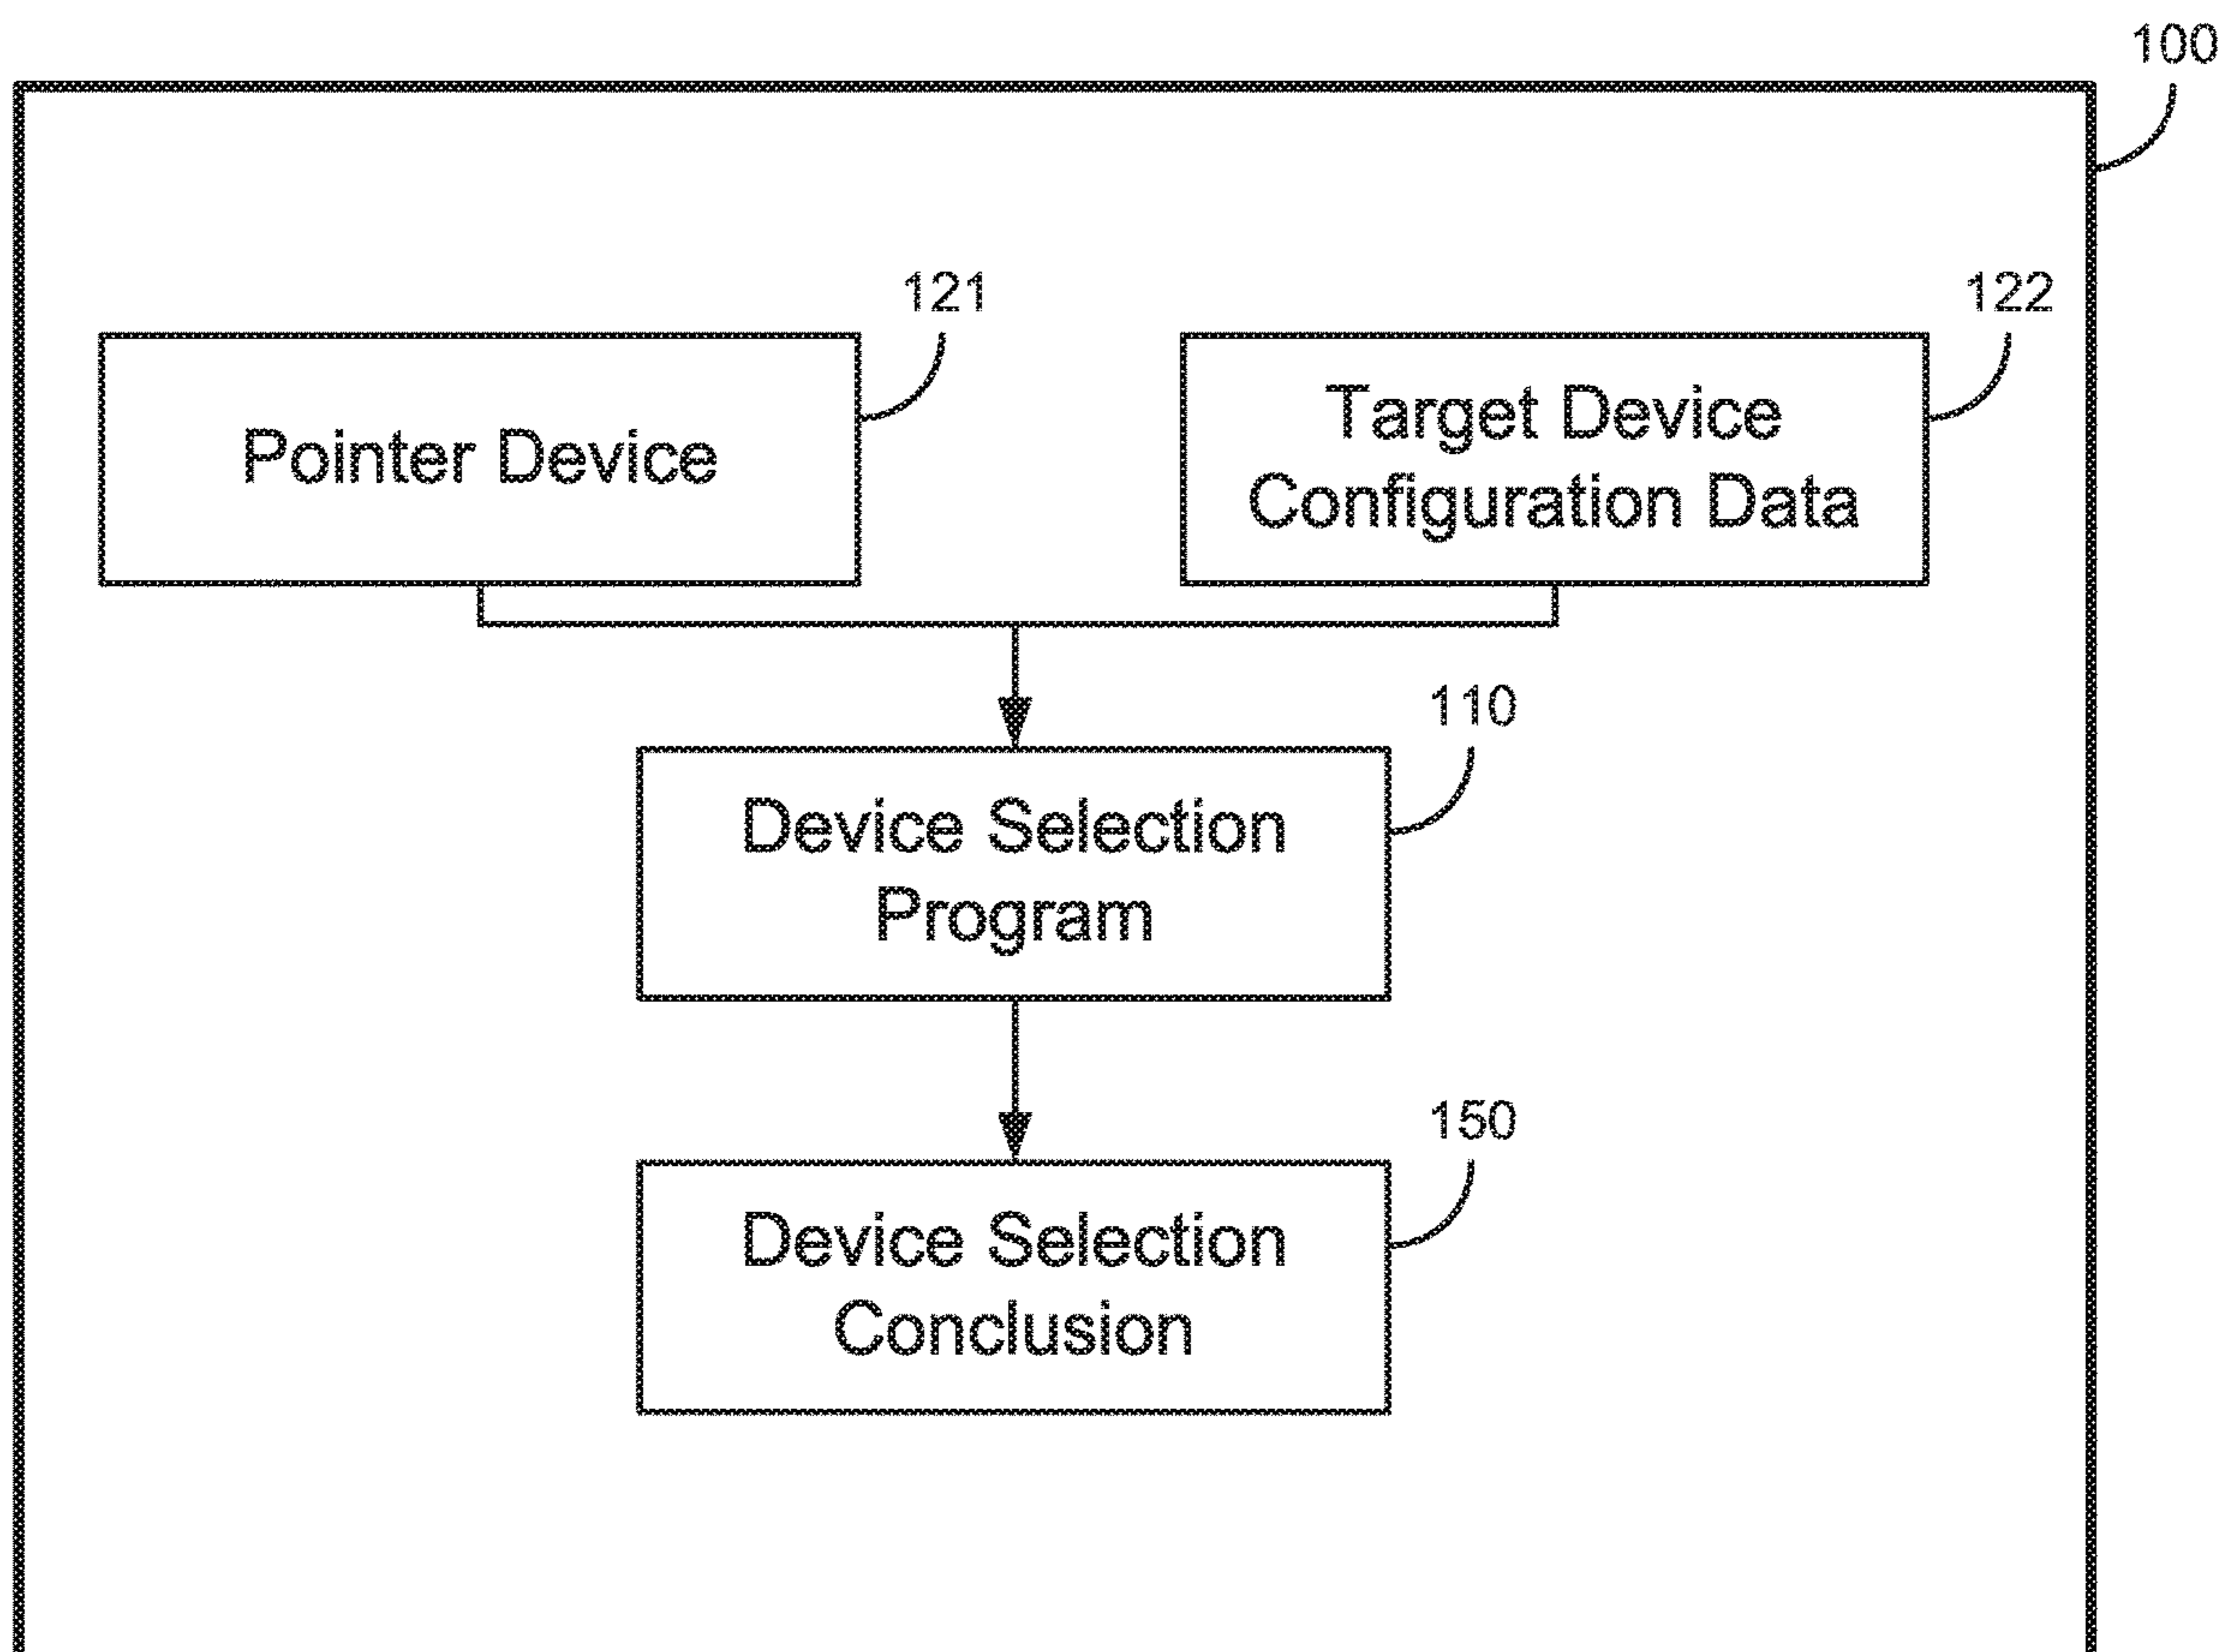 100
121
122
Pointer Device
Target Device
Configuration Data
110
Device Selection
Program
150
Device Selection
Conclusion